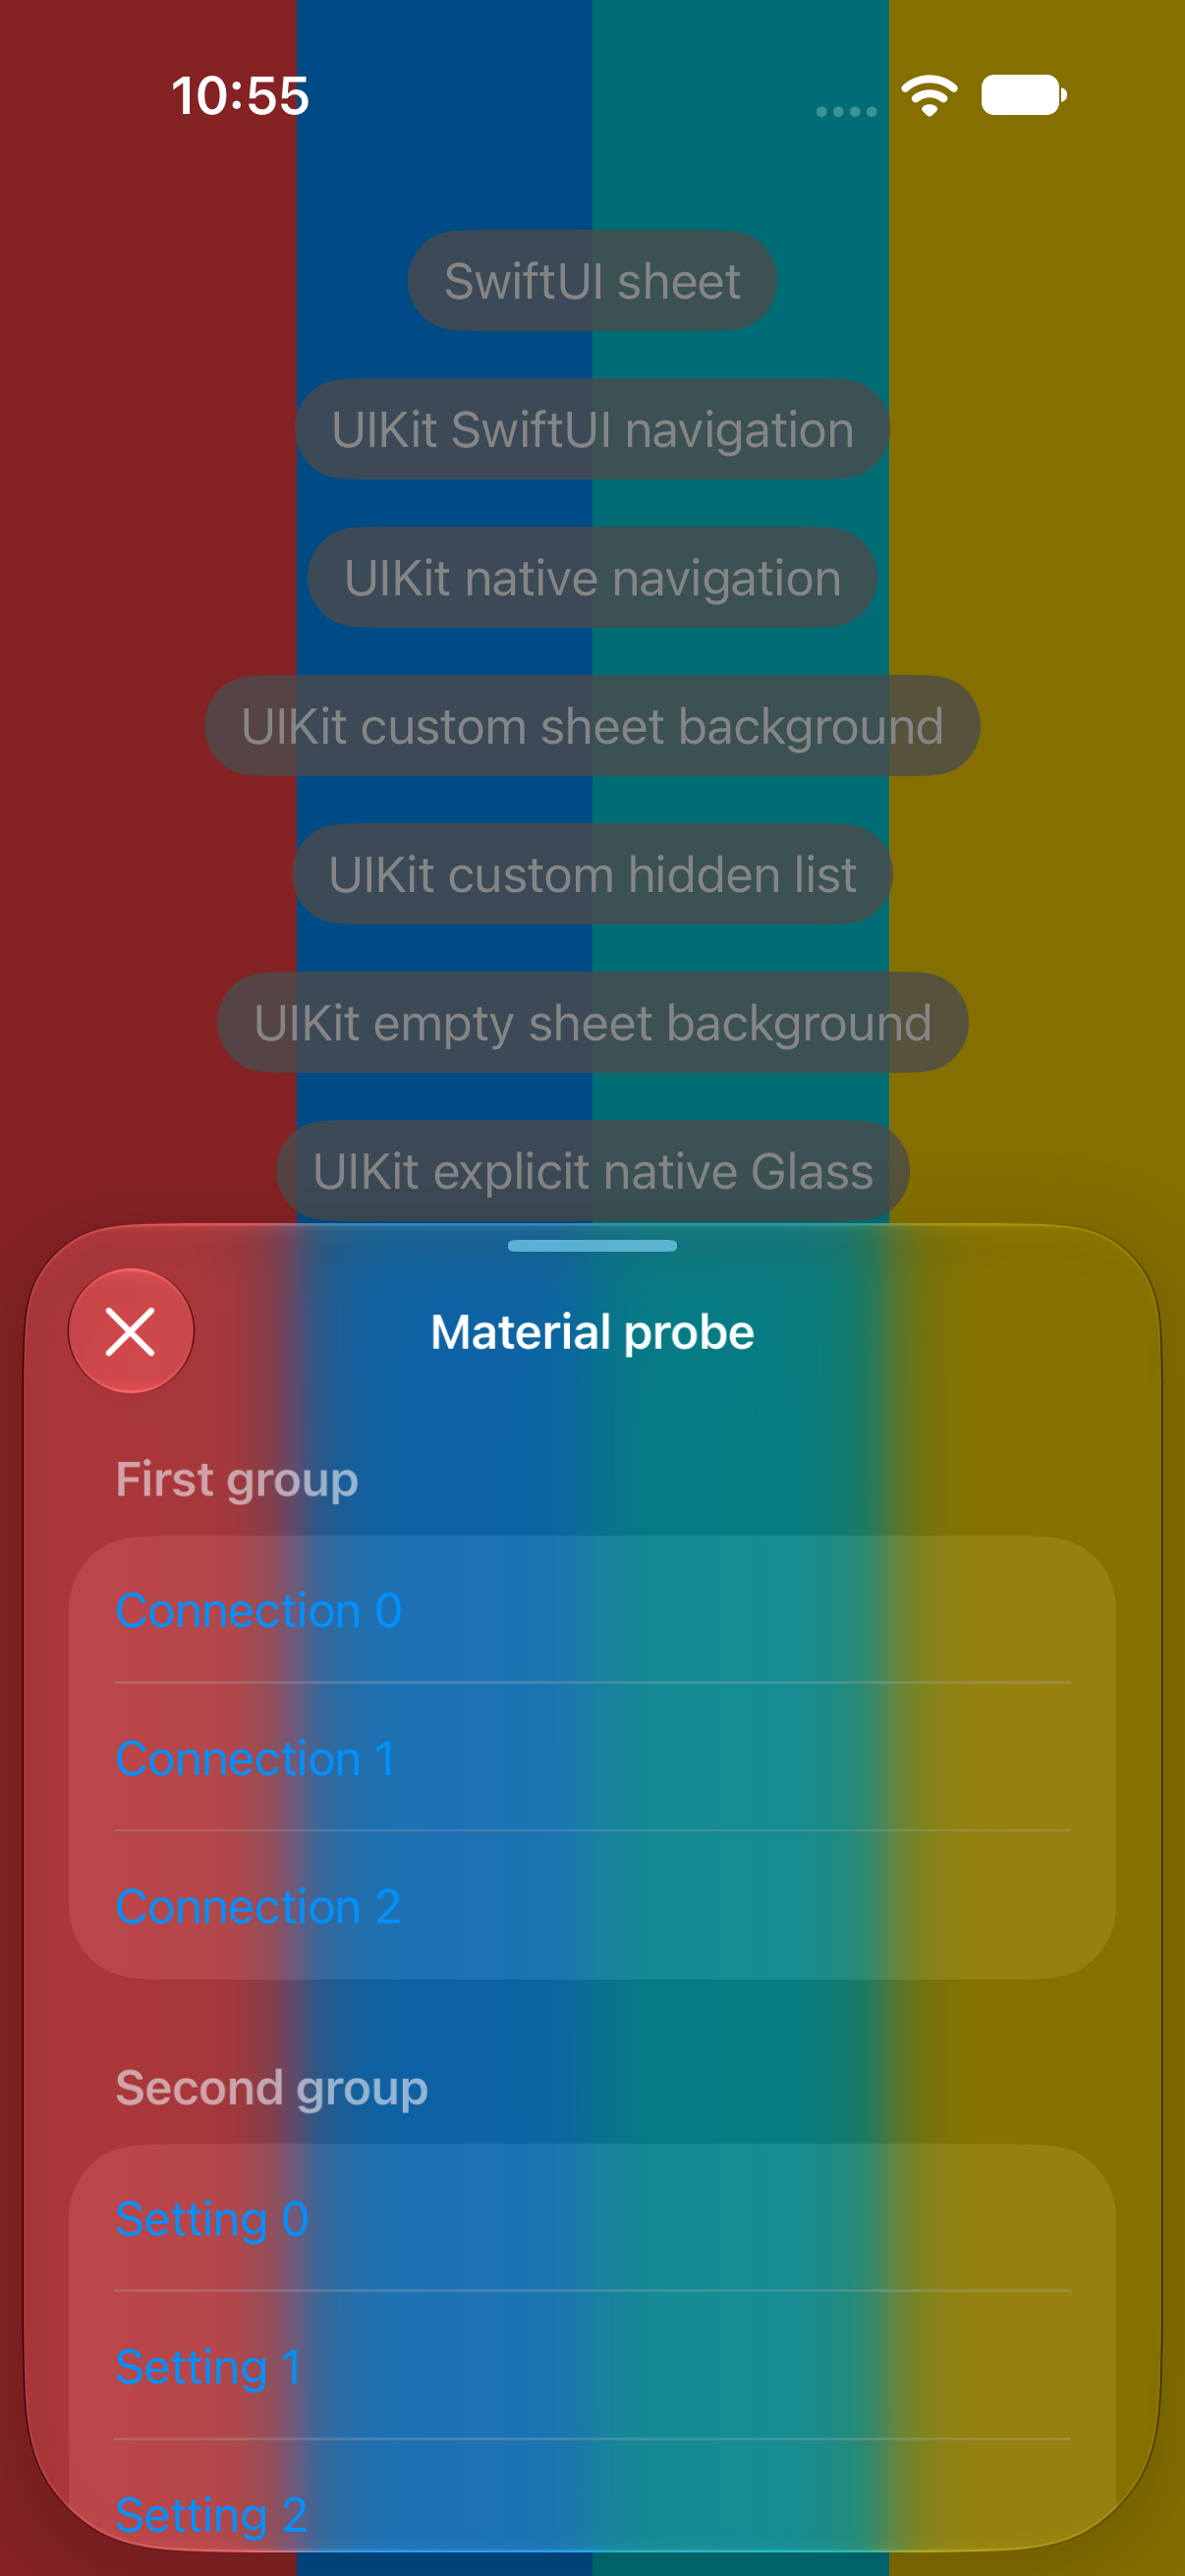 10:55
SwiftUI sheet
UIKit SwiftUI navigation
UIKit native navigation
UIKit custom sheet background
UIKit custom hidden list
UIKit empty sheet background
UIKit explicit native Glass
Material probe
First group
Connection 0
Connection 1
Connection 2
Second group
Setting 0
Setting 1
Setting 2